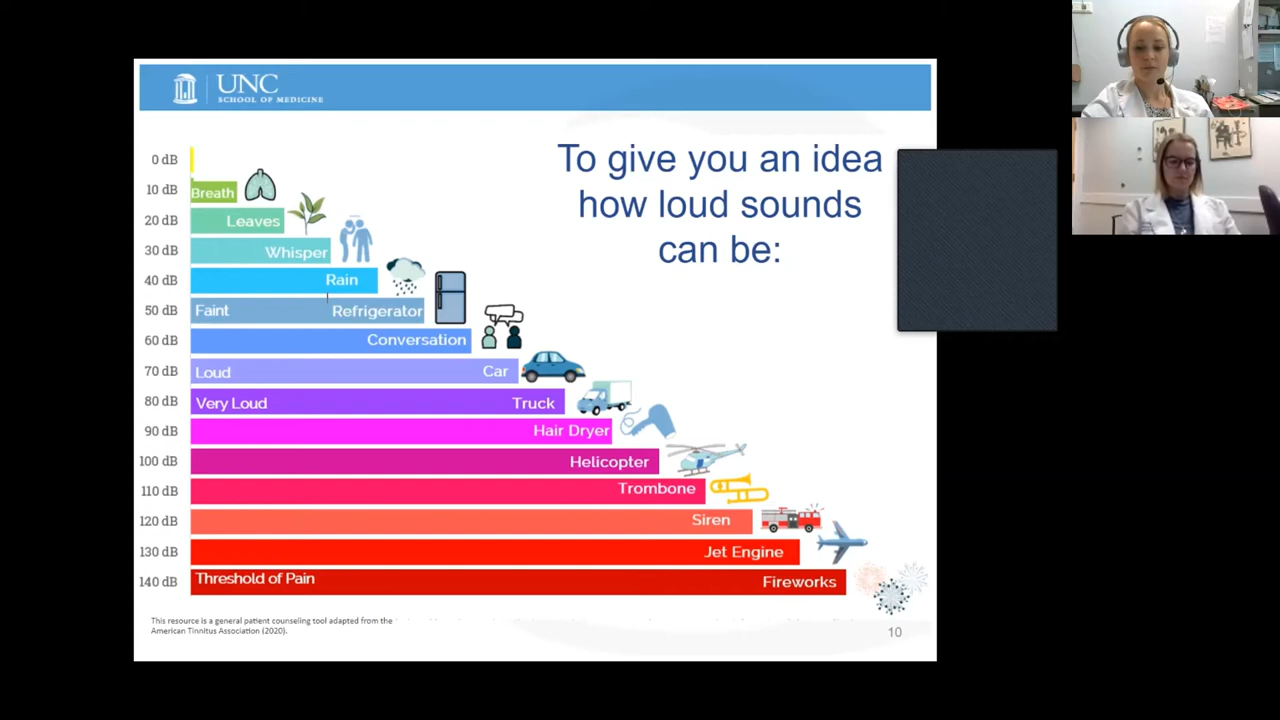 UNC
SCHOOL OF MEDICINE
To give you an idea
how loud sounds
can be:
0 dB
10 dB Breath
20 dB Leaves
30 dB Whisper
40 dB Rain
50 dB Faint Refrigerator
60 dB Conversation
70 dB Loud Car
80 dB Very Loud Truck
90 dB Hair Dryer
100 dB Helicopter
110 dB Trombone
120 dB Siren
130 dB Jet Engine
140 dB Threshold of Pain Fireworks
This resource is a general patient counseling tool adapted from the
American Tinnitus Association (2020).
10